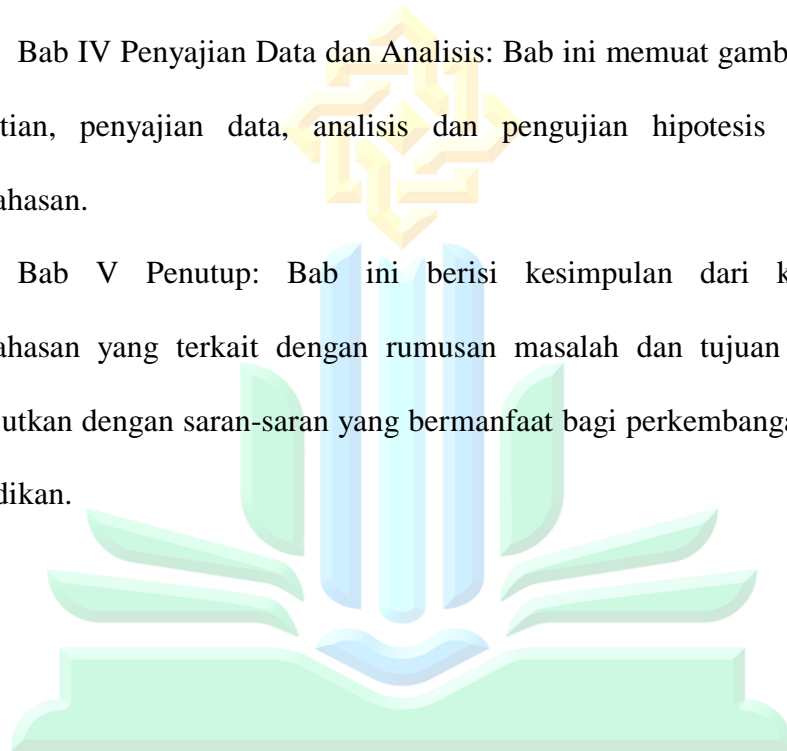 Bab IV Penyajian Data dan Analisis: Bab ini memuat gamb
tian, penyajian data, analisis dan pengujian hipotesis
ahasan.
Bab V Penutup: Bab ini berisi kesimpulan dari k
ahasan yang terkait dengan rumusan masalah dan tujuan
utkan dengan saran-saran yang bermanfaat bagi perkembanga
dikan.